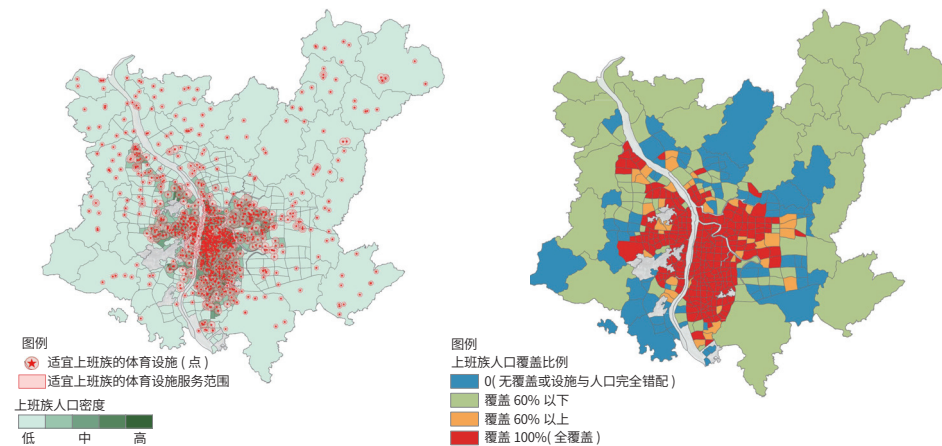 图例
适宜上班族的体育设施 ( 点 )
适宜上班族的体育设施服务范围
上班族人口密度
低 中 高
图例
上班族人口覆盖比例
0( 无覆盖或设施与人口完全错配 )
覆盖 60% 以下
覆盖 60% 以上
覆盖 100%( 全覆盖 )